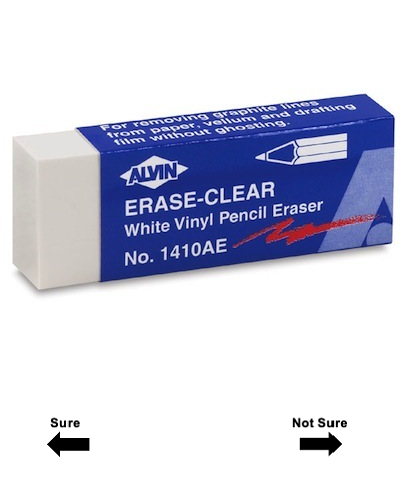 For removing graphite lines
from paper, vellum and drafting
film without ghosting.
ALVIN
ERASE-CLEAR
White Vinyl Pencil Eraser
No. 1410AE
A
Sure
Not Sure